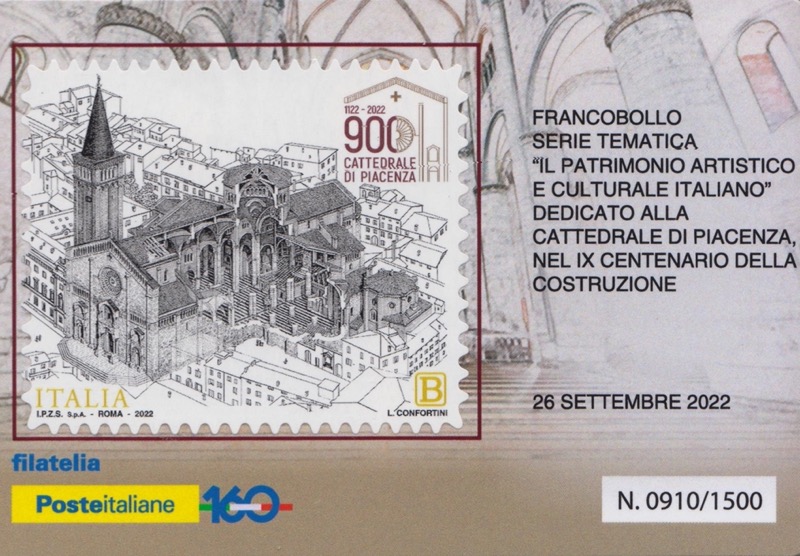 1122 - 2022
900
CATTEDRALE
DI PIACENZA
ITALIA
I.P.Z.S. S.p.A. - ROMA - 2022
B
L. CONFORTINI
FRANCOBOLLO
SERIE TEMATICA
“IL PATRIMONIO ARTISTICO
E CULTURALE ITALIANO”
DEDICATO ALLA
CATTEDRALE DI PIACENZA,
NEL IX CENTENARIO DELLA
COSTRUZIONE
26 SETTEMBRE 2022
filatelia
Posteitaliane 160
N. 0910/1500